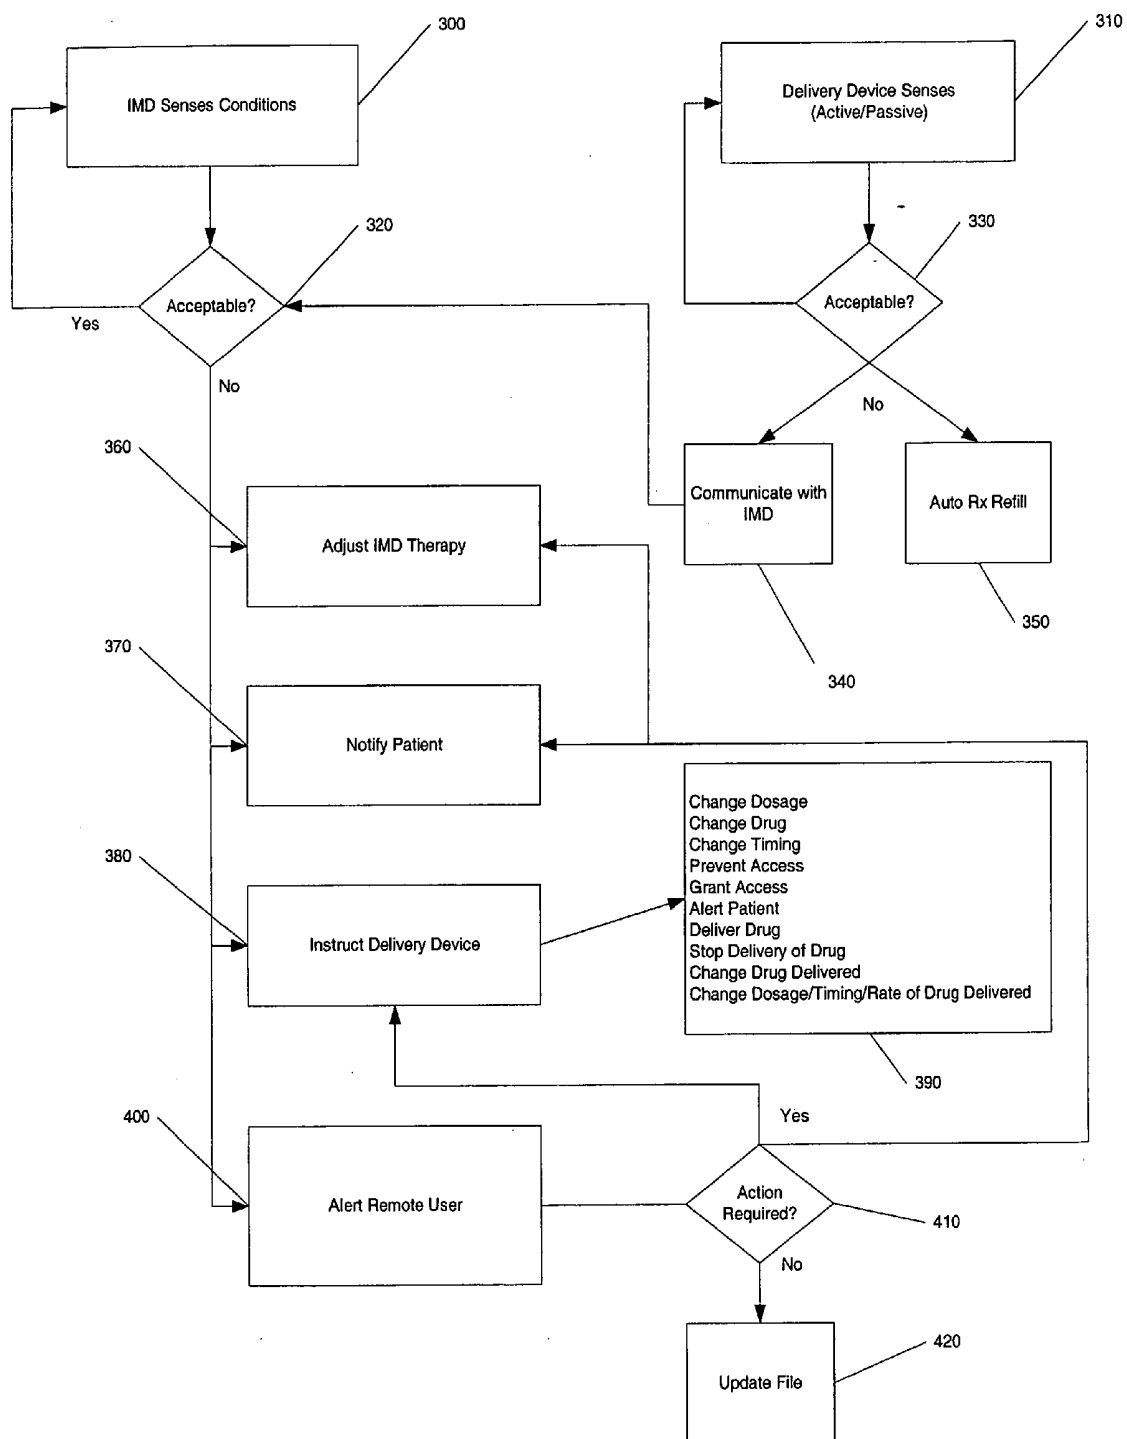 300
310
IMD Senses Conditions
Delivery Device Senses
(Active/Passive)
320
330
Acceptable?
Acceptable?
Yes
No
No
360
Communicate with
IMD
Auto Rx Refill
Adjust IMD Therapy
350
370
340
Notify Patient
Change Dosage
Change Drug
Change Timing
Prevent Access
Grant Access
Alert Patient
Deliver Drug
Stop Delivery of Drug
Change Drug Delivered
Change Dosage/Timing/Rate of Drug Delivered
380
Instruct Delivery Device
390
400
Yes
Alert Remote User
Action
Required?
410
No
420
Update File